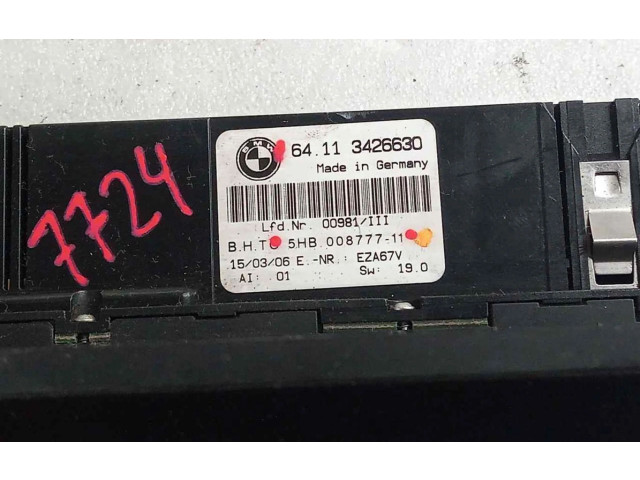 7724
BMW
64.11 3426630
Made in Germany
Lfd.Nr. 00981/III
B.H.T 5HB.008777-11
15/03/06 E.-NR.: EZA67V
AI: 01 Sw: 19.0